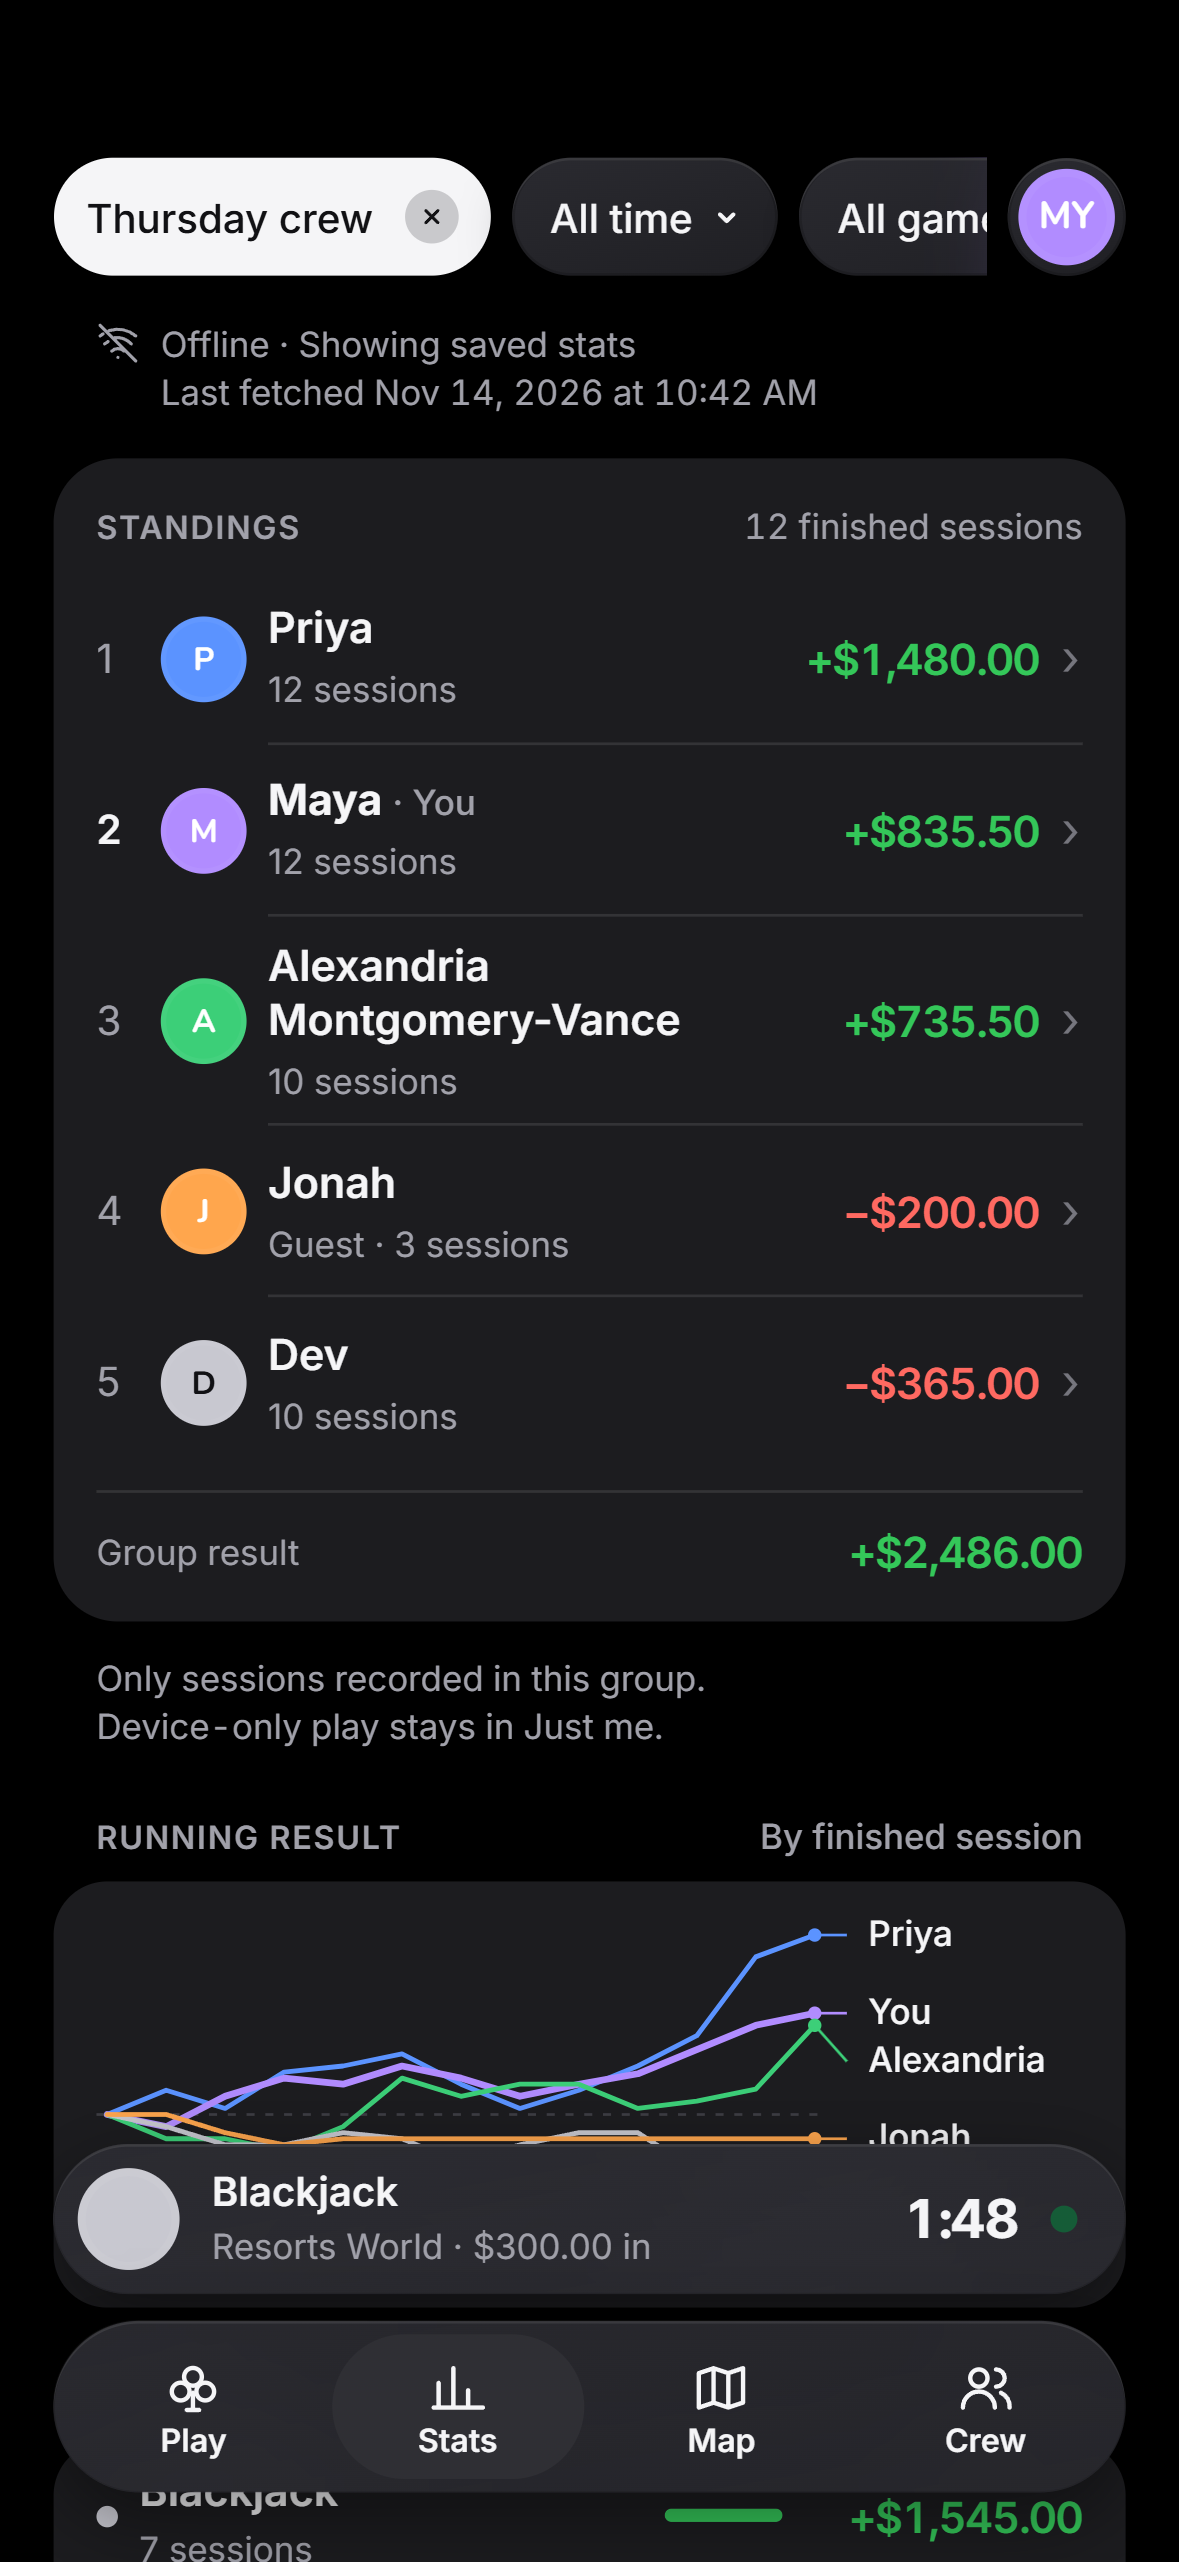 Thursday crew
All time
All game
MY
Offline · Showing saved stats
Last fetched Nov 14, 2026 at 10:42 AM
STANDINGS
12 finished sessions
1
P
Priya
12 sessions
+$1,480.00
2
M
Maya · You
12 sessions
+$835.50
3
A
Alexandria
Montgomery-Vance
10 sessions
+$735.50
4
J
Jonah
Guest · 3 sessions
–$200.00
5
D
Dev
10 sessions
–$365.00
Group result
+$2,486.00
Only sessions recorded in this group.
Device-only play stays in Just me.
RUNNING RESULT
By finished session
Priya
You
Alexandria
Jonah
Blackjack
Resorts World · $300.00 in
1:48
Play
Stats
Map
Crew
Blackjack
7 sessions
+$1,545.00